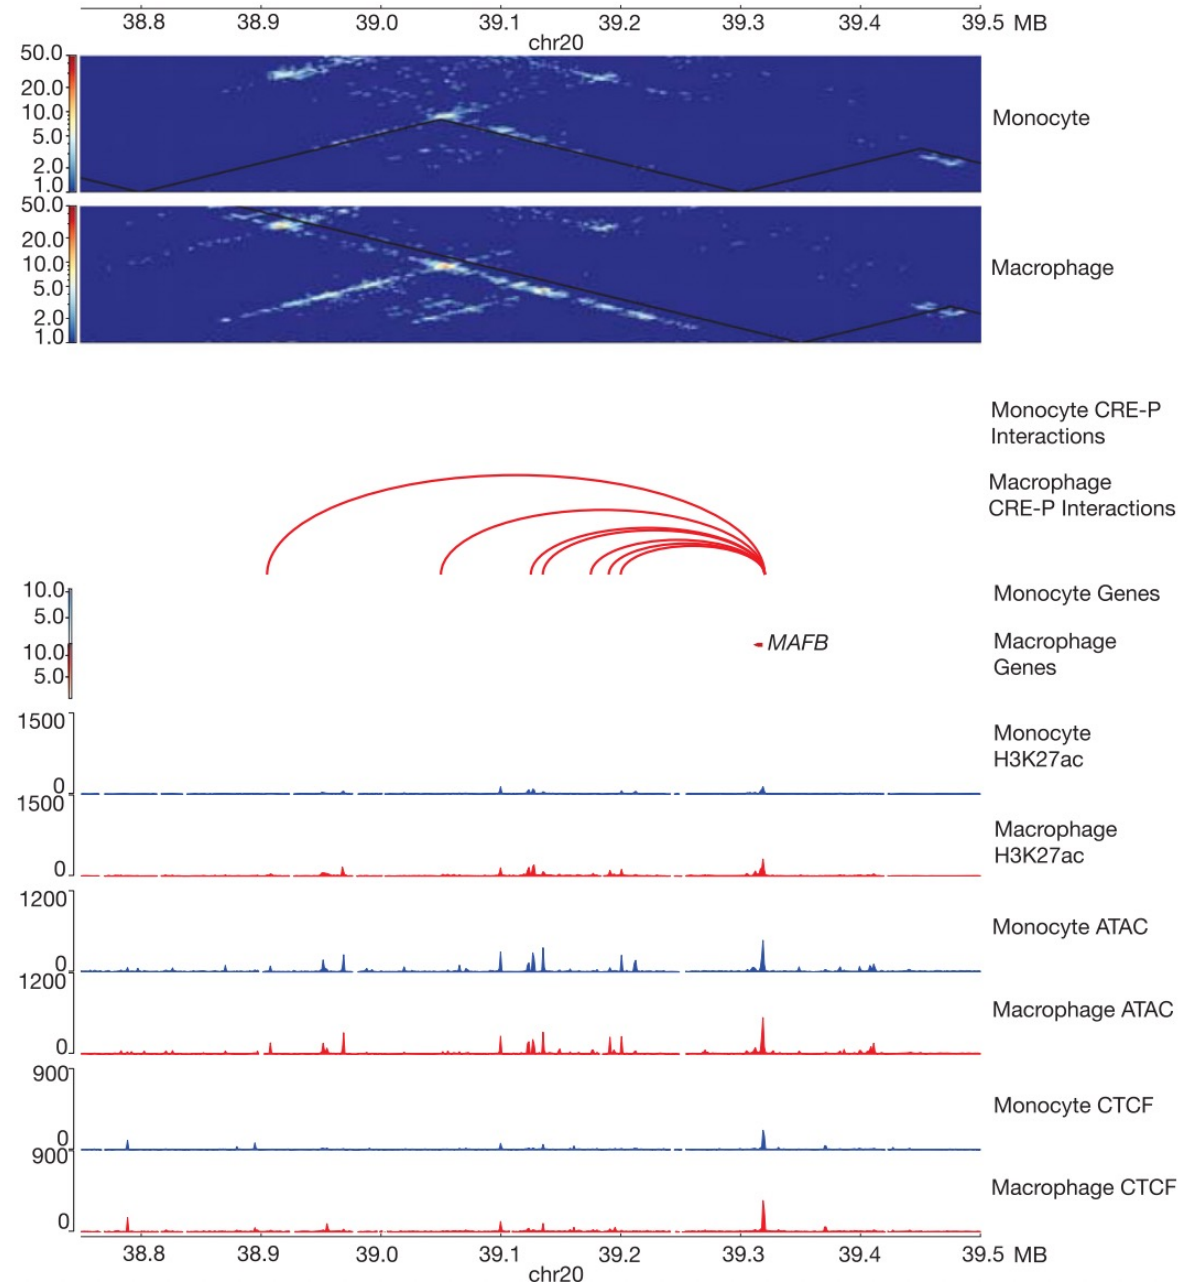 38.8 38.9 39.0 39.1 39.2 39.3 39.4 39.5 MB
chr20
50.0
20.0
10.0
5.0
2.0
1.0
Monocyte
50.0
20.0
10.0
5.0
2.0
1.0
Macrophage
Monocyte CRE-P
Interactions
Macrophage
CRE-P Interactions
10.0
5.0
Monocyte Genes
10.0
5.0
MAFB
Macrophage
Genes
1500
0
Monocyte
H3K27ac
1500
0
Macrophage
H3K27ac
1200
0
Monocyte ATAC
1200
0
Macrophage ATAC
900
0
Monocyte CTCF
900
0
Macrophage CTCF
38.8 38.9 39.0 39.1 39.2 39.3 39.4 39.5 MB
chr20